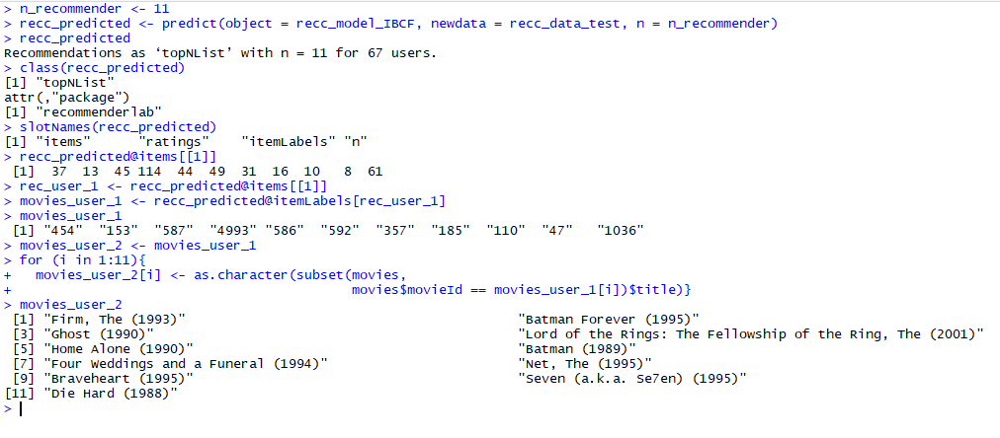 > n_recommender <- 11
> recc_predicted <- predict(object = recc_model_IBCF, newdata = recc_data_test, n = n_recommender)
> recc_predicted
Recommendations as ‘topNList’ with n = 11 for 67 users.
> class(recc_predicted)
[1] "topNList"
attr(,"package")
[1] "recommenderlab"
> slotNames(recc_predicted)
[1] "items"      "ratings"    "itemLabels" "n"
> recc_predicted@items[[1]]
 [1]  37  13  45 114  44  49  31  16  10   8  61
> rec_user_1 <- recc_predicted@items[[1]]
> movies_user_1 <- recc_predicted@itemLabels[rec_user_1]
> movies_user_1
 [1] "454"  "153"  "587"  "4993" "586"  "592"  "357"  "185"  "110"  "47"   "1036"
> movies_user_2 <- movies_user_1
> for (i in 1:11){
+   movies_user_2[i] <- as.character(subset(movies,
+                                           movies$movieId == movies_user_1[i])$title)}
> movies_user_2
 [1] "Firm, The (1993)"                                          "Batman Forever (1995)"
 [3] "Ghost (1990)"                                              "Lord of the Rings: The Fellowship of the Ring, The (2001)"
 [5] "Home Alone (1990)"                                         "Batman (1989)"
 [7] "Four Weddings and a Funeral (1994)"                        "Net, The (1995)"
 [9] "Braveheart (1995)"                                         "Seven (a.k.a. Se7en) (1995)"
[11] "Die Hard (1988)"
>